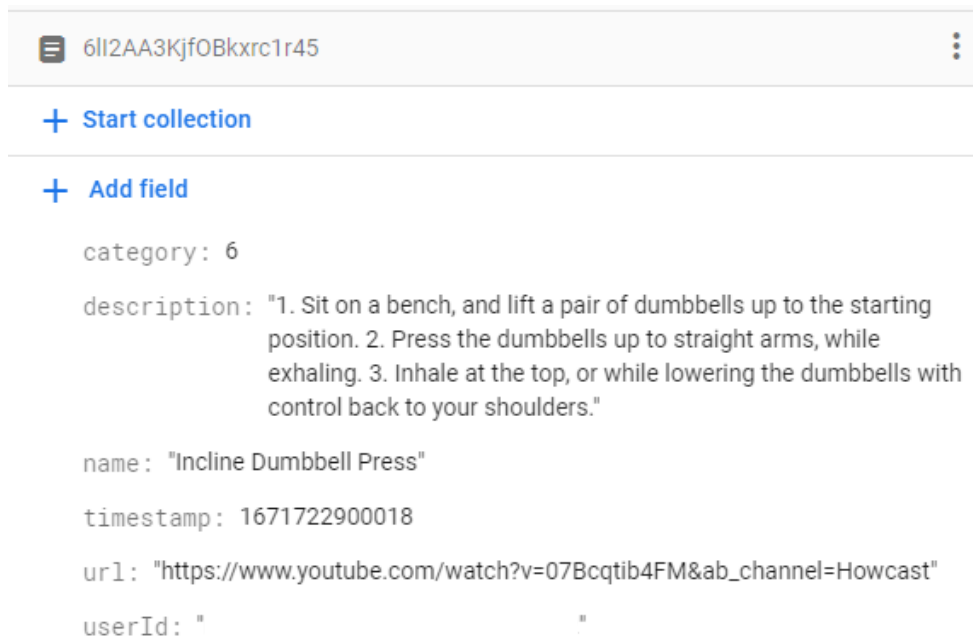 6lI2AA3KjfOBkxrc1r45
+ Start collection
+ Add field
category: 6
description: "1. Sit on a bench, and lift a pair of dumbbells up to the starting
position. 2. Press the dumbbells up to straight arms, while
exhaling. 3. Inhale at the top, or while lowering the dumbbells with
control back to your shoulders."
name: "Incline Dumbbell Press"
timestamp: 1671722900018
url: "https://www.youtube.com/watch?v=07Bcqtib4FM&ab_channel=Howcast"
userId: " "